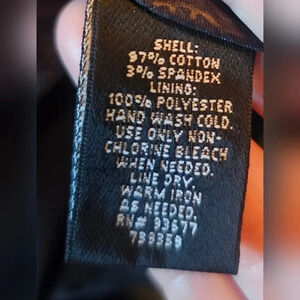 SHELL:
97% COTTON
3% SPANDEX
LINING:
100% POLYESTER
HAND WASH COLD.
USE ONLY NON-
CHLORINE BLEACH
WHEN NEEDED.
LINE DRY.
WARM IRON
AS NEEDED.
RN# 93677